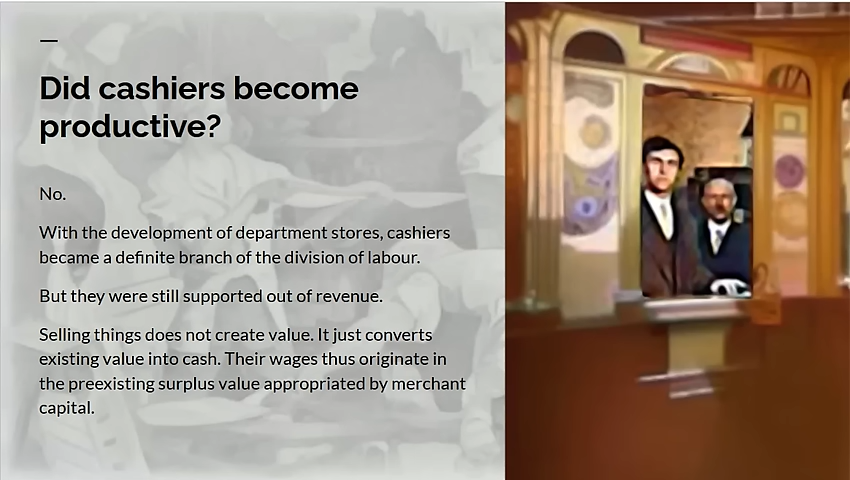 Did cashiers become
productive?
No.
With the development of department stores, cashiers
became a definite branch of the division of labour.
But they were still supported out of revenue.
Selling things does not create value. It just converts
existing value into cash. Their wages thus originate in
the preexisting surplus value appropriated by merchant
capital.